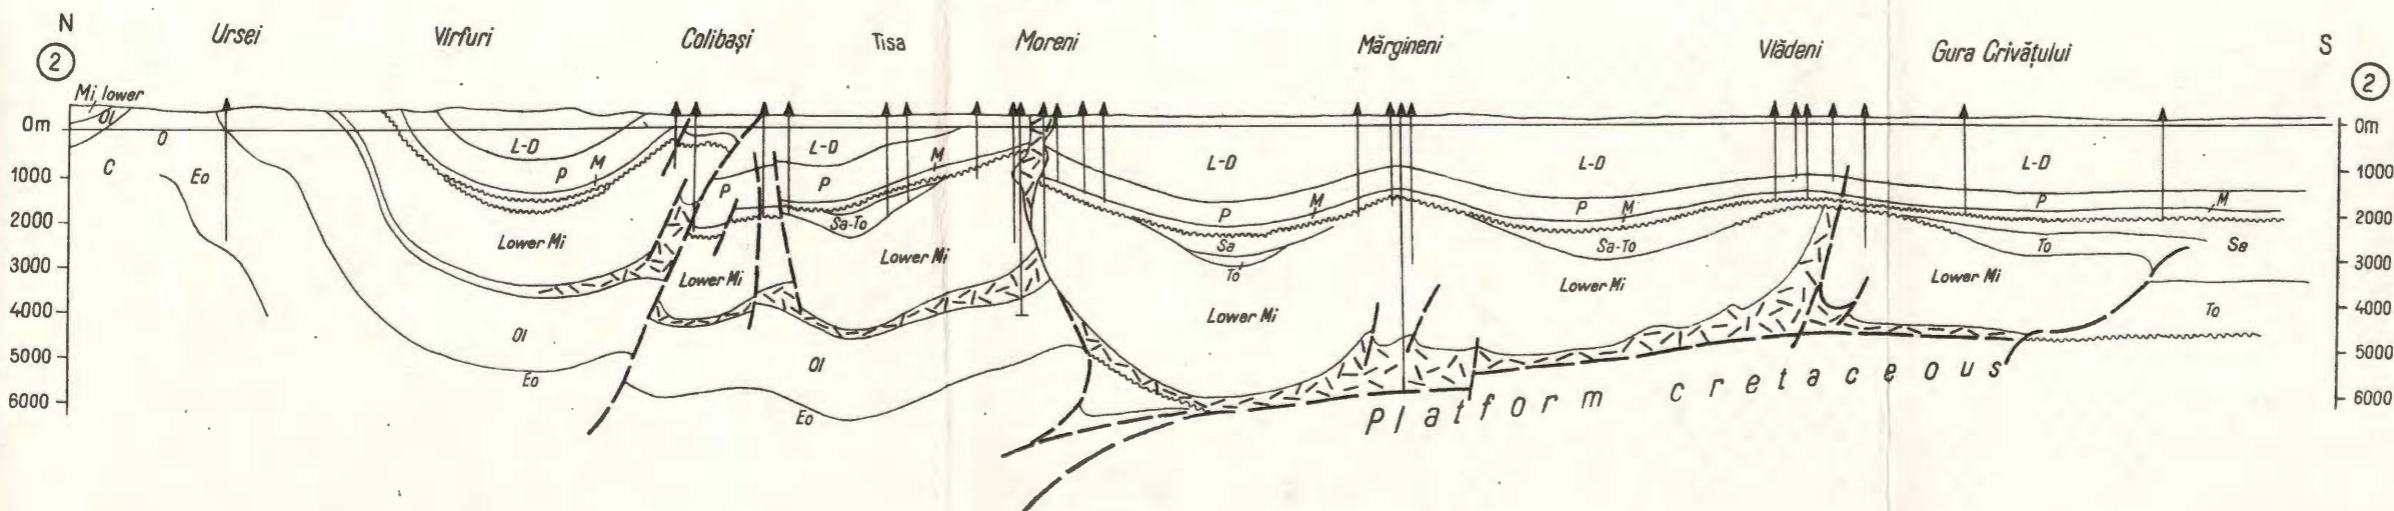 N Ursei Vîrfuri Colibași Tisa Moreni Mărgineni Vlădeni Gura Crivățului S
2 2
Mi, lower
Ol
0m 0m
O
C Eo L-D L-D L-D L-D L-D
P M P P M
1000 1000
P M P M P M
2000 2000
Lower Mi Sa-To Sa Sa-To To Sa
Lower Mi Lower Mi To Lower Mi Lower Mi
3000 3000
Lower Mi To
4000 4000
Ol
5000 5000
Eo Ol
6000 6000
Eo
Platform cretaceous